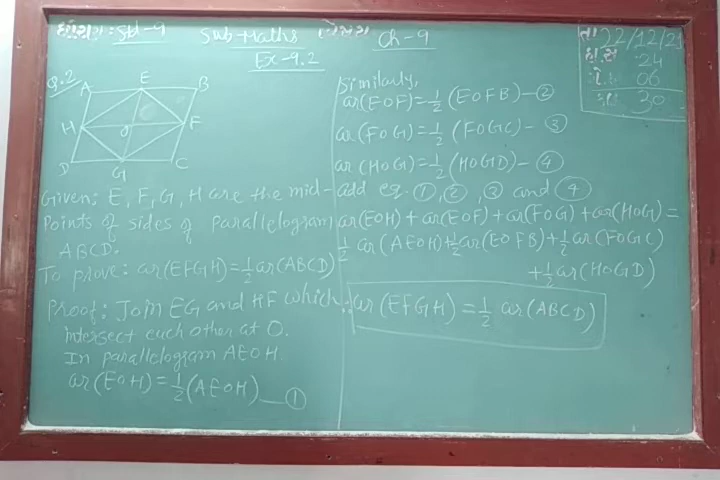 ધોરણ : Std-9 Sub-Maths Ch-9
Ex-9.2
તા 22/12/21
24
06
30
Q.2
A E B
H O F
D G C
Given: E, F, G, H are the mid-
Points of sides of parallelogram
ABCD.
To prove: ar(EFGH) = 1/2 ar(ABCD)
Proof: Join EG and HF which
intersect each other at O.
In parallelogram AEOH.
ar(EOH) = 1/2 (AEOH) — ①
Similarly,
ar(EOF) = 1/2 (EOFB) — ②
ar(FOG) = 1/2 (FOGC) — ③
ar(HOG) = 1/2 (HOGD) — ④
add eq. ①, ②, ③ and ④
ar(EOH) + ar(EOF) + ar(FOG) + ar(HOG) =
1/2 ar(AEOH) + 1/2 ar(EOFB) + 1/2 ar(FOGC)
+ 1/2 ar(HOGD)
∴ ar(EFGH) = 1/2 ar(ABCD)